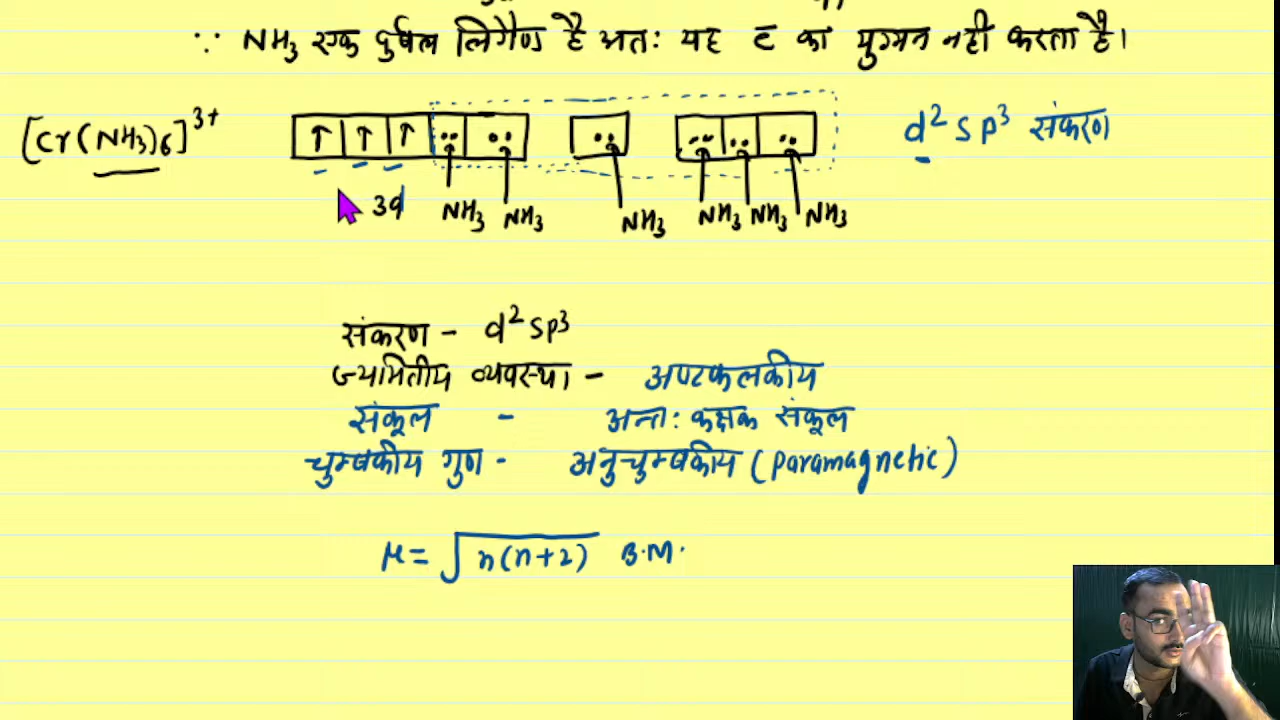 ∵ NH3 एक दुर्बल लिगैण्ड है अतः यह e का युग्मन नही करता है।
[Cr(NH3)6]3+ ↑ ↑ ↑ d2sp3 संकरण
3d NH3 NH3 NH3 NH3 NH3 NH3
संकरण - d2sp3
ज्यामितीय व्यवस्था - अष्टफलकीय
संकूल - अन्तः कक्षक संकूल
चुम्बकीय गुण - अनुचुम्बकीय (paramagnetic)
μ = √n(n+2) B.M.